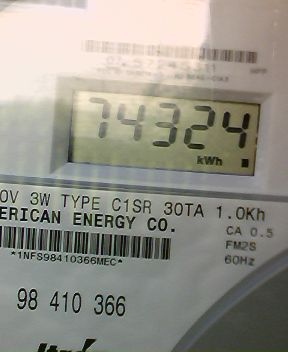 74324
kWh
0V 3W TYPE C1SR 30TA 1.0Kh
ERICAN ENERGY CO.
CA 0.5
FM2S
*1NFS98410366MEC*
60Hz
98 410 366